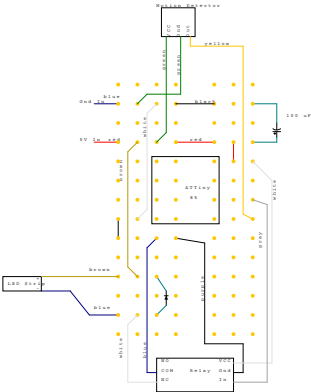 Motion Detector
Vcc
Gnd
Out
yellow
green
green
blue
Gnd In
black
white
100 uF
5V In
red
red
brown
ATTiny
85
white
grey
brown
LED Strip
purple
blue
white
blue
NO
COM
NC
Relay
VCC
Gnd
In